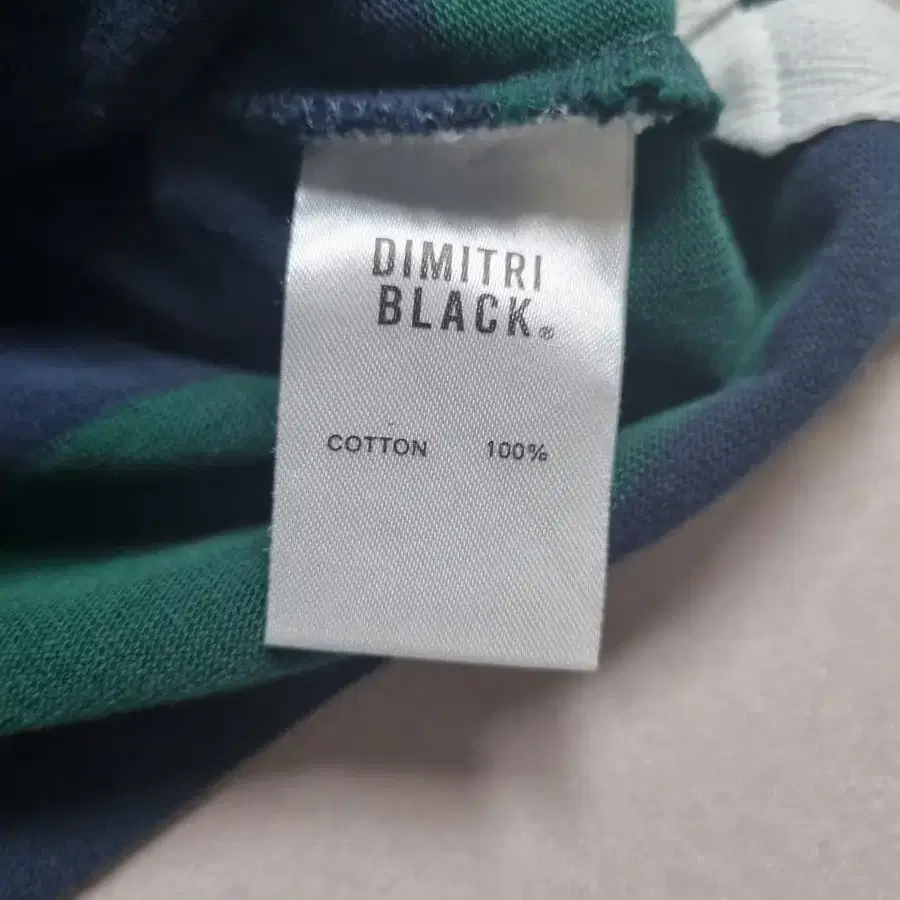 DIMITRI
BLACK®
COTTON 100%